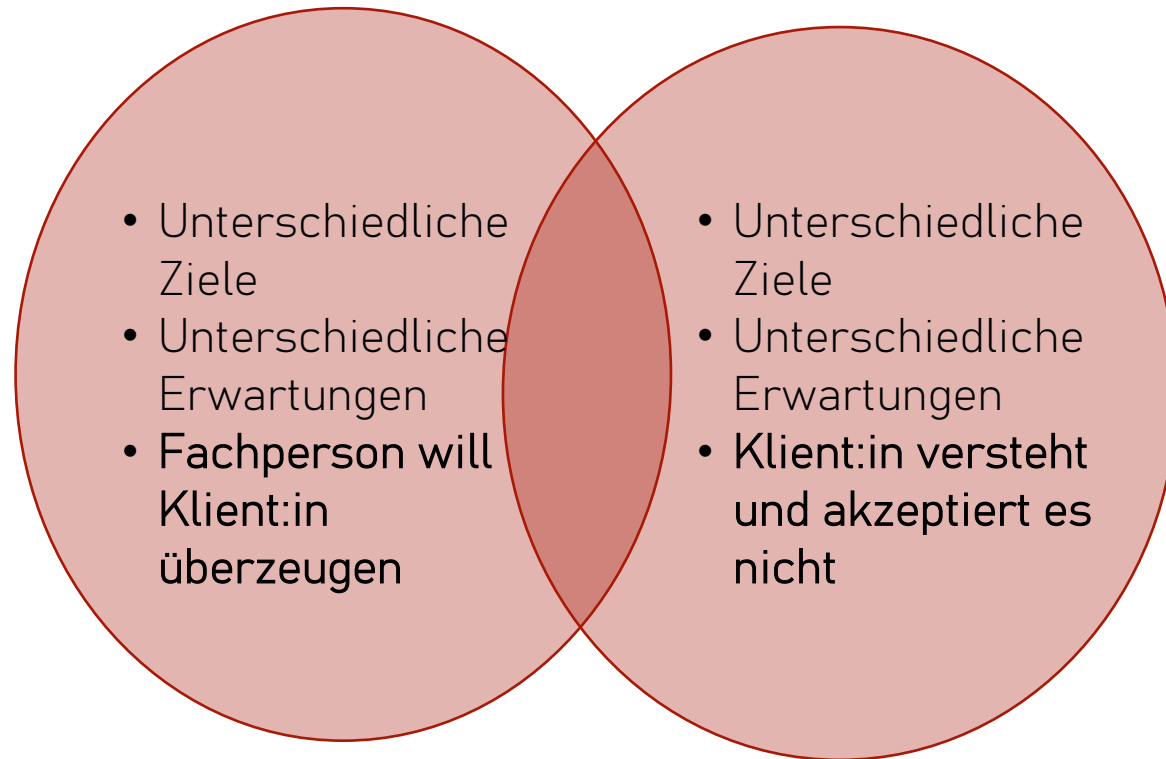 • Unterschiedliche
Ziele
• Unterschiedliche
Erwartungen
• Fachperson will
Klient:in
überzeugen
• Unterschiedliche
Ziele
• Unterschiedliche
Erwartungen
• Klient:in versteht
und akzeptiert es
nicht